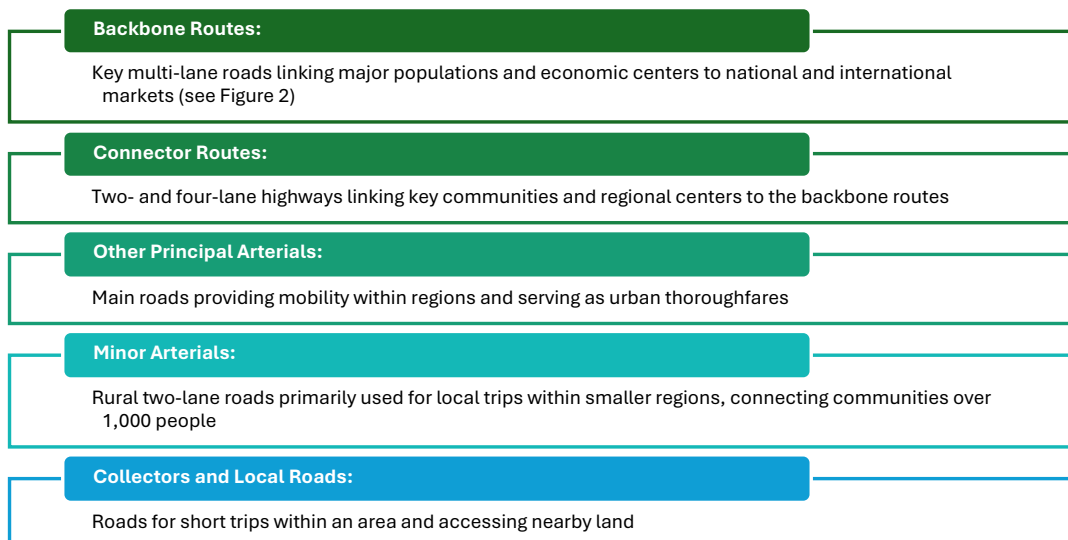 Backbone Routes:
Key multi-lane roads linking major populations and economic centers to national and international
markets (see Figure 2)
Connector Routes:
Two- and four-lane highways linking key communities and regional centers to the backbone routes
Other Principal Arterials:
Main roads providing mobility within regions and serving as urban thoroughfares
Minor Arterials:
Rural two-lane roads primarily used for local trips within smaller regions, connecting communities over
1,000 people
Collectors and Local Roads:
Roads for short trips within an area and accessing nearby land